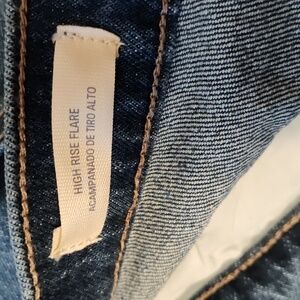 HIGH RISE FLARE
ACAMPANADO DE TIRO ALTO